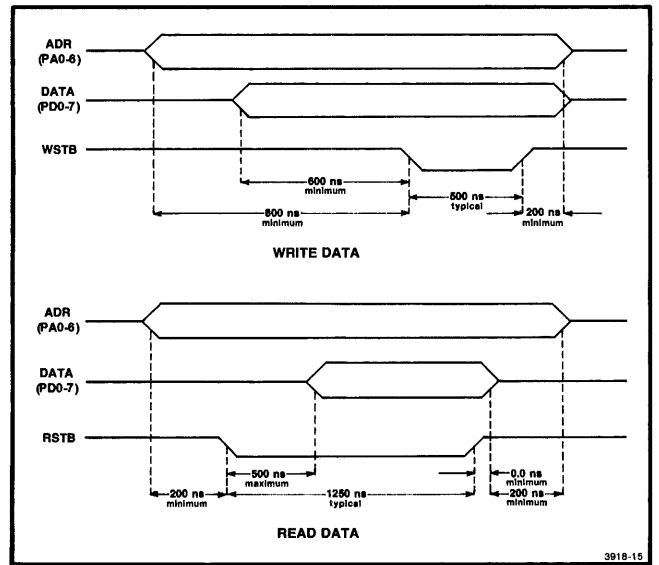 ADR
(PA0-6)
DATA
(PD0-7)
WSTB
600 ns
minimum
500 ns
typical
800 ns
minimum
200 ns
minimum
WRITE DATA
ADR
(PA0-6)
DATA
(PD0-7)
RSTB
500 ns
maximum
0.0 ns
minimum
200 ns
minimum
1250 ns
typical
200 ns
minimum
READ DATA
3918-15